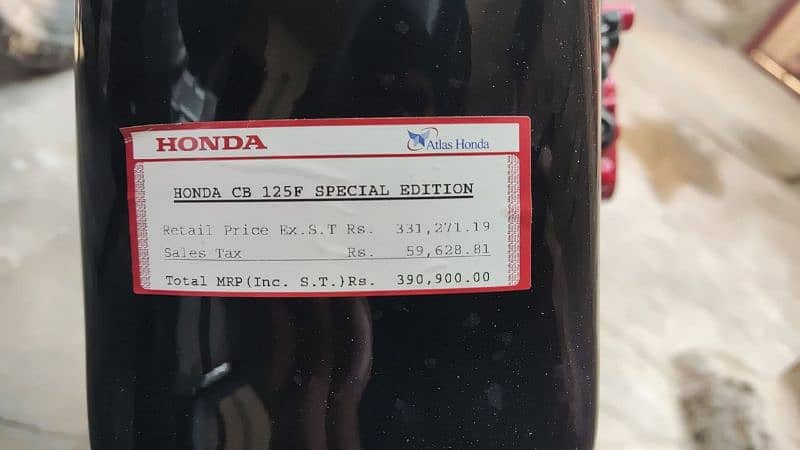 HONDA
Atlas Honda
HONDA CB 125F SPECIAL EDITION
Retail Price Ex.S.T Rs. 331,271.19
Sales Tax Rs. 59,628.81
Total MRP(Inc. S.T.)Rs. 390,900.00